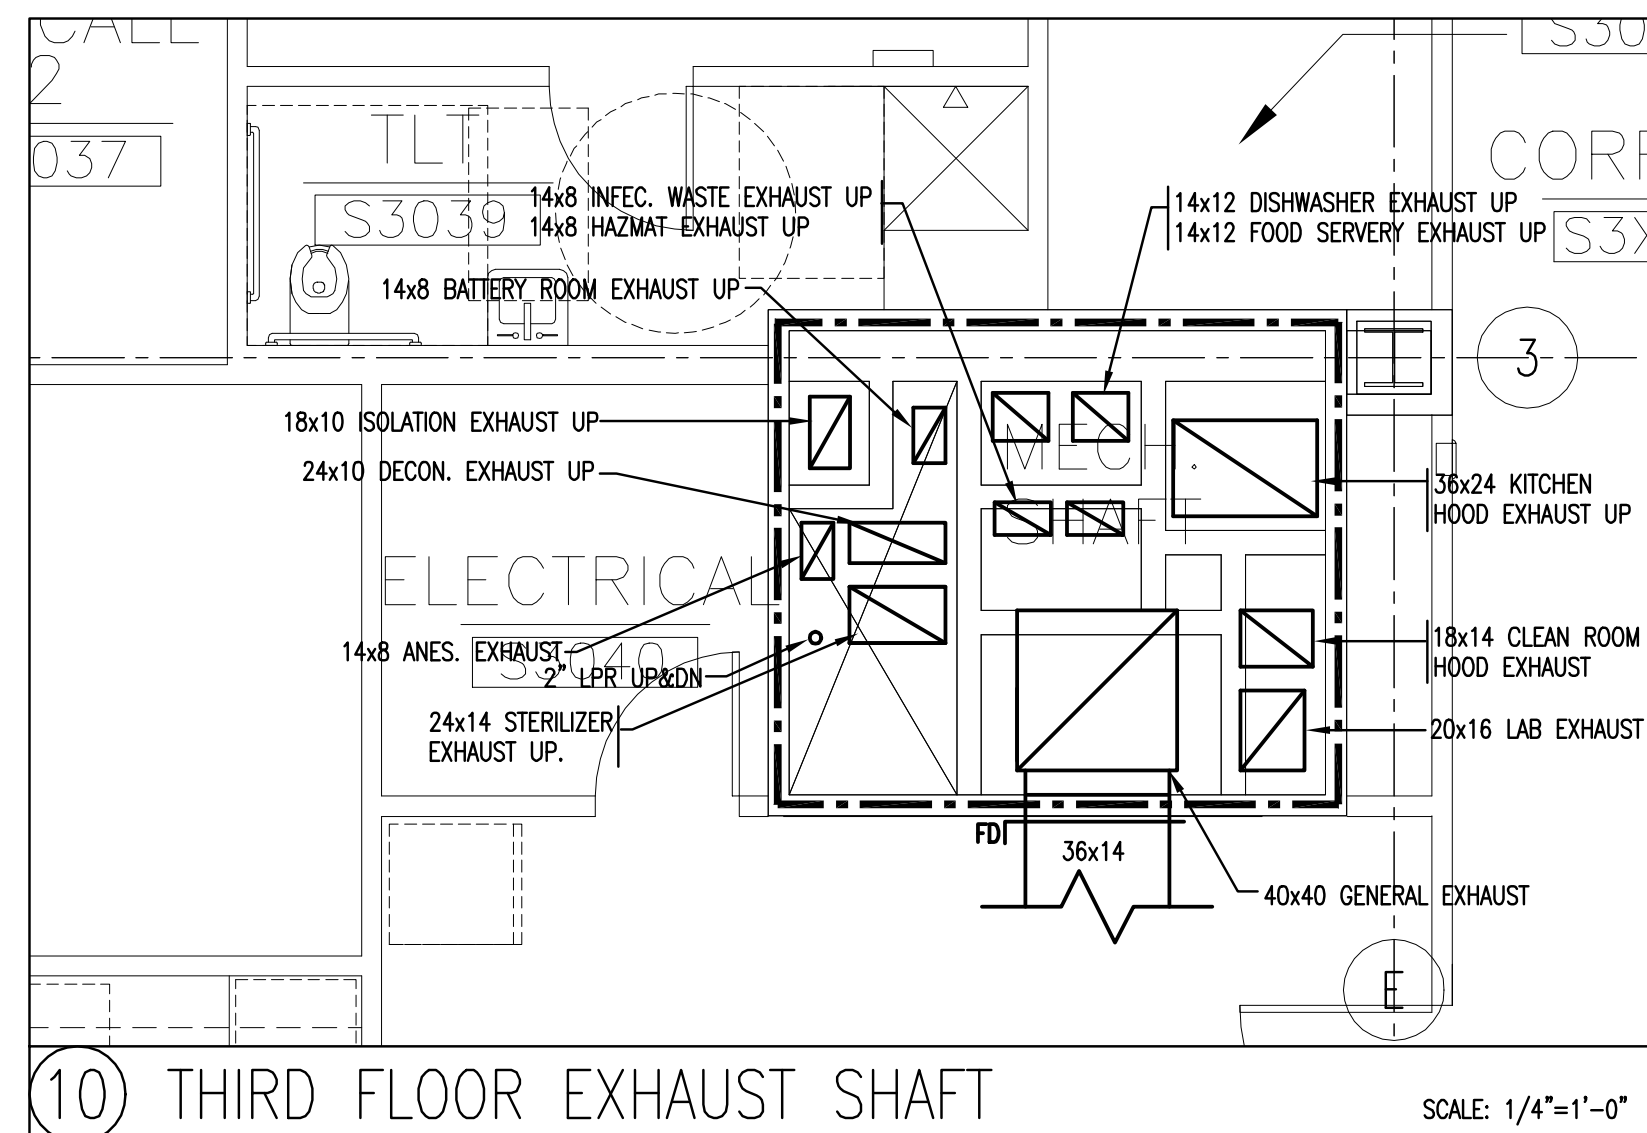 CALL
2
037
TLT
S3039
14x8 INFEC. WASTE EXHAUST UP
14x8 HAZMAT EXHAUST UP
14x8 BATTERY ROOM EXHAUST UP
14x12 DISHWASHER EXHAUST UP
14x12 FOOD SERVERY EXHAUST UP
3
18x10 ISOLATION EXHAUST UP
24x10 DECON. EXHAUST UP
MECH
SHAFT
36x24 KITCHEN
HOOD EXHAUST UP
ELECTRICAL
S3040
14x8 ANES. EXHAUST
2" LPR UP&DN
24x14 STERILIZER
EXHAUST UP.
18x14 CLEAN ROOM
HOOD EXHAUST
20x16 LAB EXHAUST
FD
36x14
40x40 GENERAL EXHAUST
E
10 THIRD FLOOR EXHAUST SHAFT
SCALE: 1/4"=1'-0"